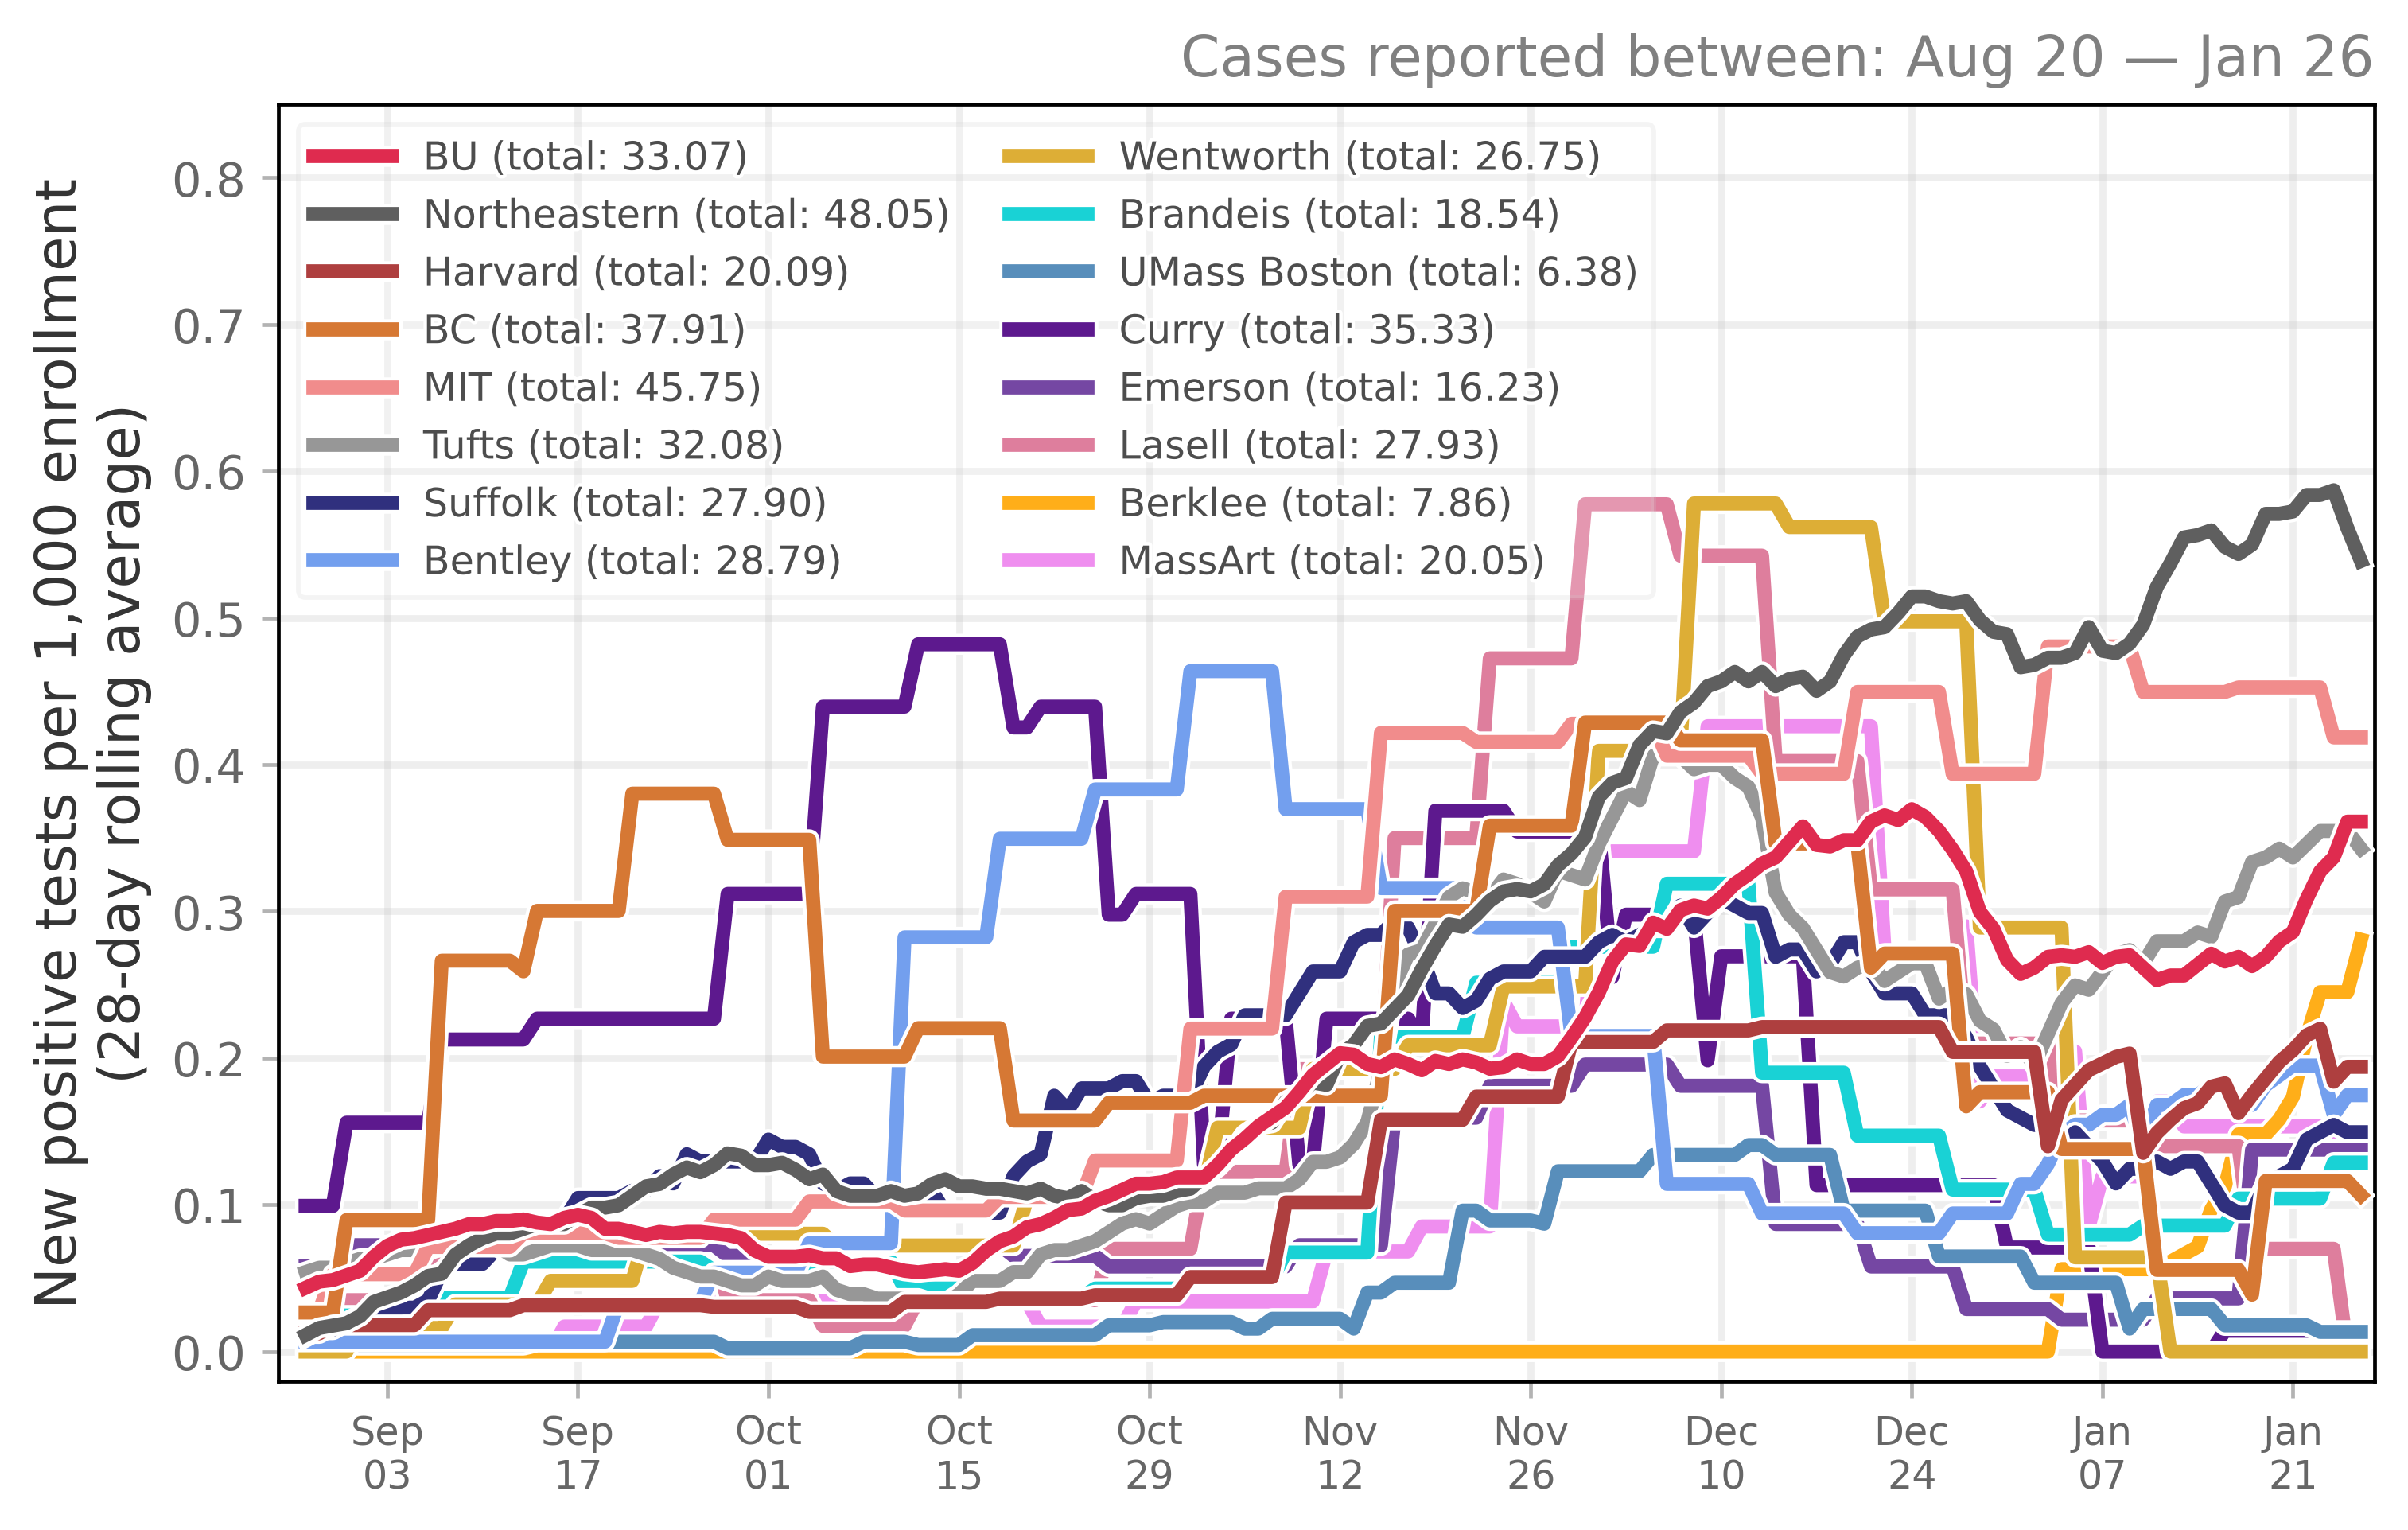 Cases reported between: Aug 20 — Jan 26
New positive tests per 1,000 enrollment
(28-day rolling average)
0.8
0.7
0.6
0.5
0.4
0.3
0.2
0.1
0.0
BU (total: 33.07)
Northeastern (total: 48.05)
Harvard (total: 20.09)
BC (total: 37.91)
MIT (total: 45.75)
Tufts (total: 32.08)
Suffolk (total: 27.90)
Bentley (total: 28.79)
Wentworth (total: 26.75)
Brandeis (total: 18.54)
UMass Boston (total: 6.38)
Curry (total: 35.33)
Emerson (total: 16.23)
Lasell (total: 27.93)
Berklee (total: 7.86)
MassArt (total: 20.05)
Sep
03
Sep
17
Oct
01
Oct
15
Oct
29
Nov
12
Nov
26
Dec
10
Dec
24
Jan
07
Jan
21